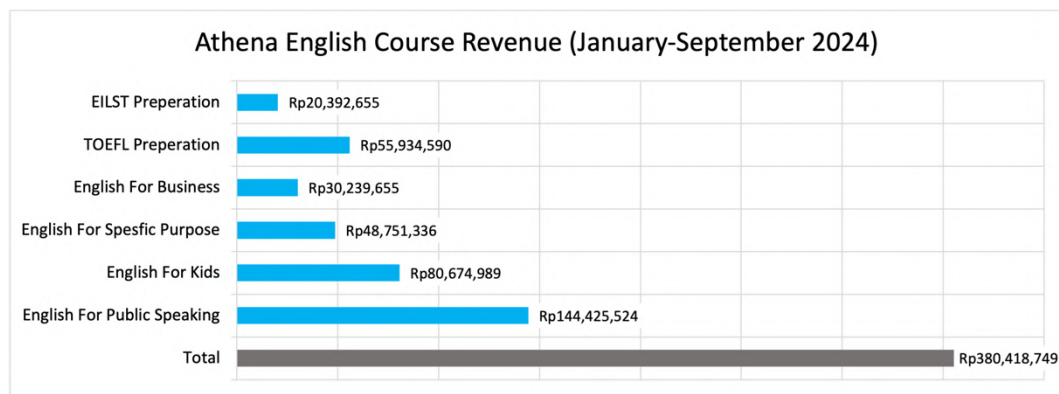 Athena English Course Revenue (January-September 2024)
EILST Preperation Rp20,392,655
TOEFL Preperation Rp55,934,590
English For Business Rp30,239,655
English For Spesfic Purpose Rp48,751,336
English For Kids Rp80,674,989
English For Public Speaking Rp144,425,524
Total Rp380,418,749